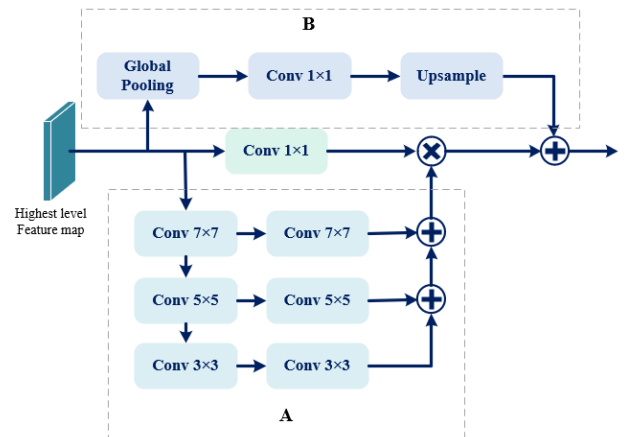 B
Global
Pooling
Conv 1×1
Upsample
Conv 1×1
Highest level
Feature map
Conv 7×7
Conv 7×7
Conv 5×5
Conv 5×5
Conv 3×3
Conv 3×3
A